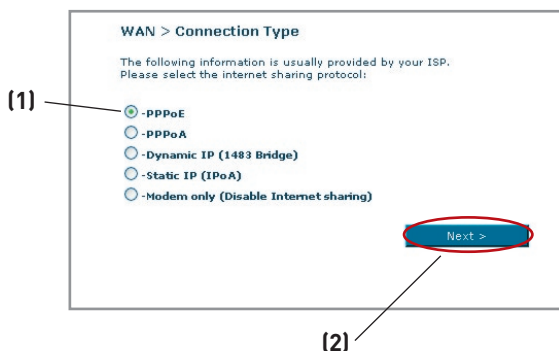 WAN > Connection Type
The following information is usually provided by your ISP.
Please select the internet sharing protocol:
(1)
-PPPoE
-PPPoA
-Dynamic IP (1483 Bridge)
-Static IP (IPoA)
-Modem only (Disable Internet sharing)
Next >
(2)